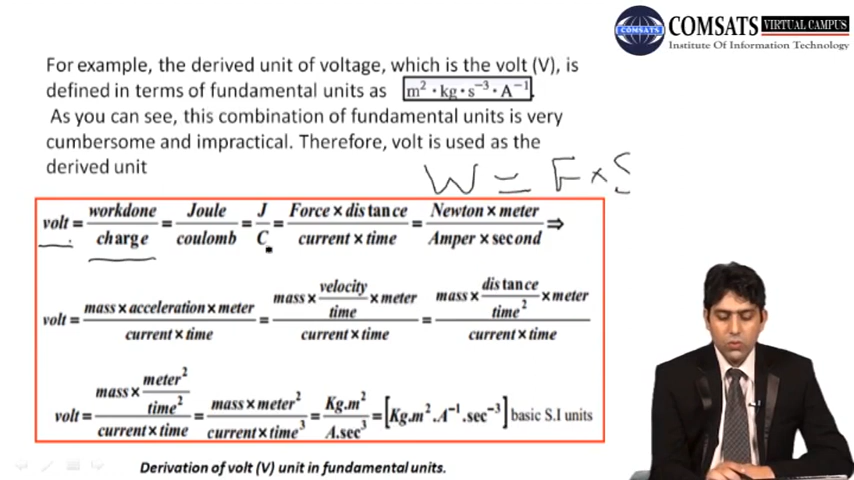 COMSATS VIRTUAL CAMPUS
Institute Of Information Technology
For example, the derived unit of voltage, which is the volt (V), is
defined in terms of fundamental units as m² · kg · s⁻³ · A⁻¹.
As you can see, this combination of fundamental units is very
cumbersome and impractical. Therefore, volt is used as the
derived unit
W = F × S
volt = workdone / charge = Joule / coulomb = J / C = Force × distance / current × time = Newton × meter / Amper × second ⇒
volt = mass × acceleration × meter / current × time = mass × velocity / time × meter / current × time = mass × distance / time² × meter / current × time
volt = mass × meter² / time² / current × time = mass × meter² / current × time³ = Kg.m² / A.sec³ = [Kg.m².A⁻¹.sec⁻³] basic S.I units
Derivation of volt (V) unit in fundamental units.